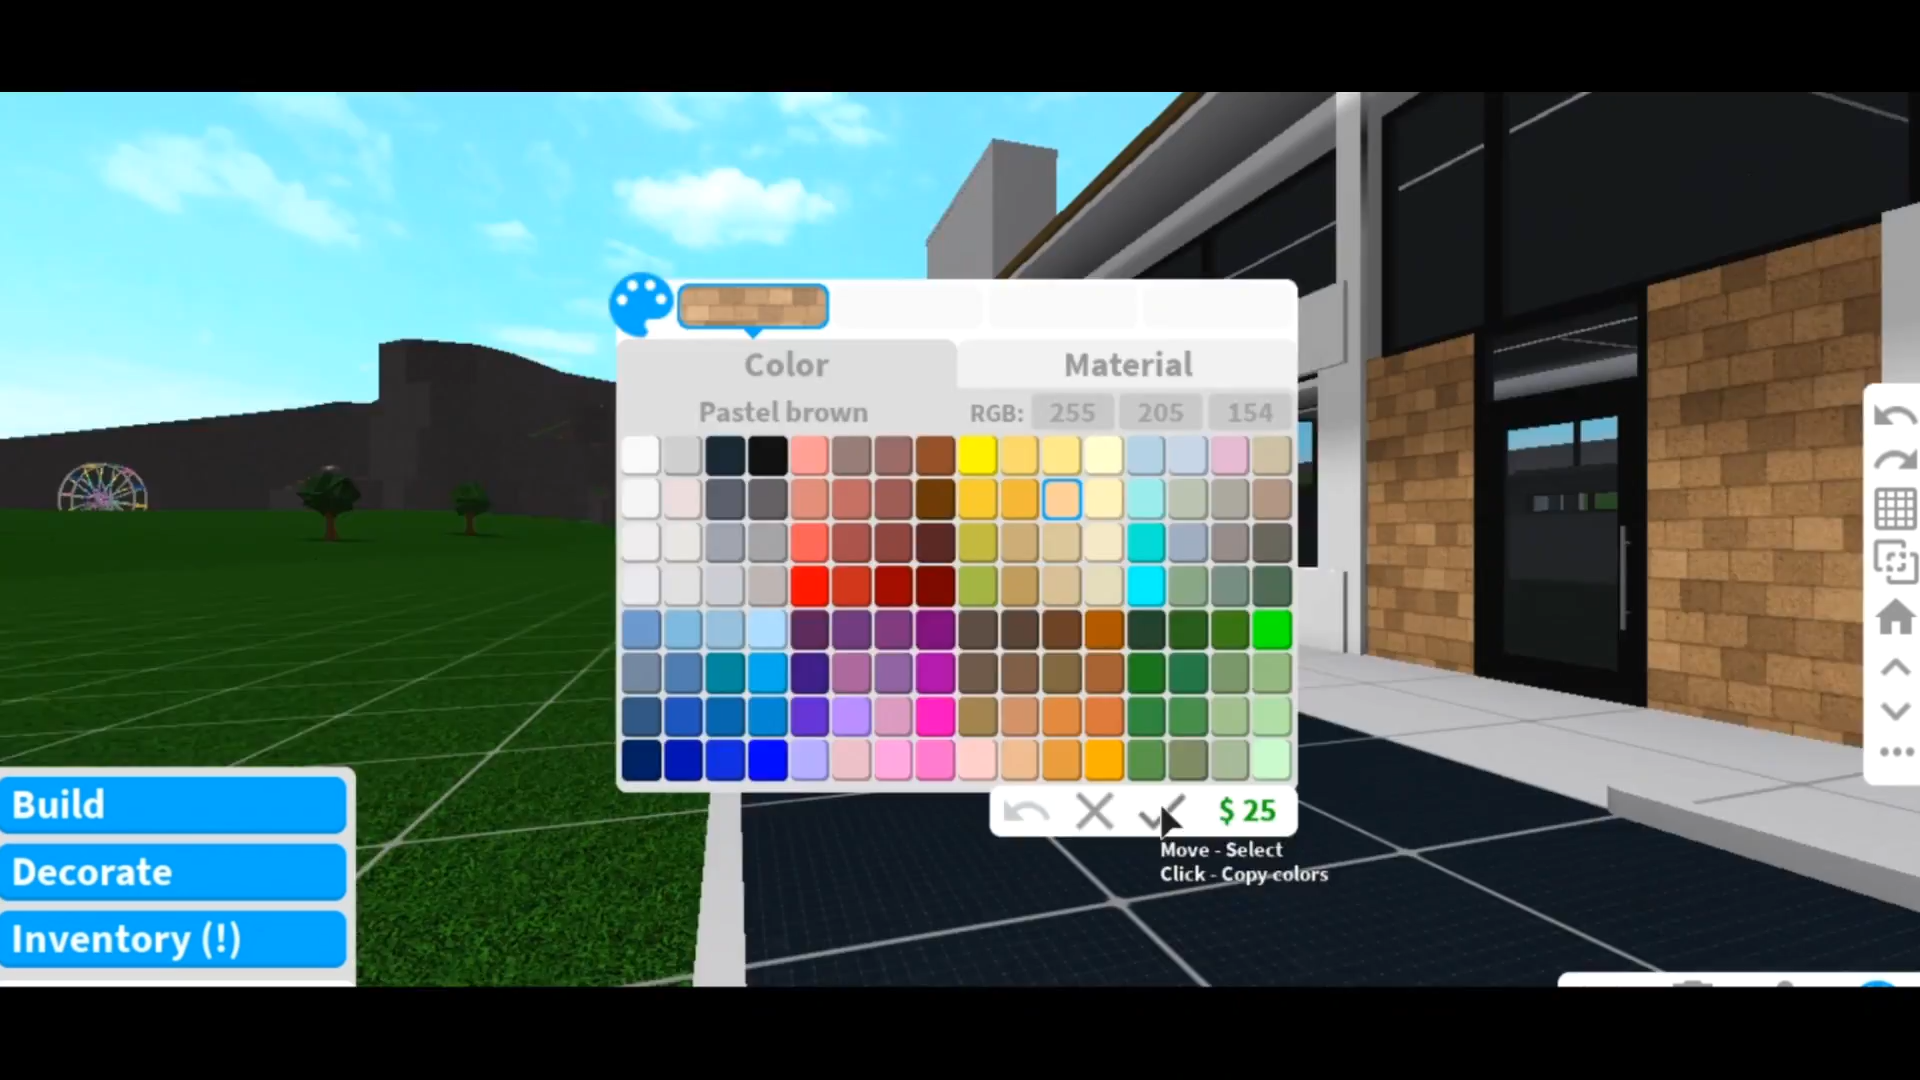 Color
Material
Pastel brown
RGB: 255 205 154
Build
Decorate
Inventory (!)
$ 25
Move - Select
Click - Copy colors